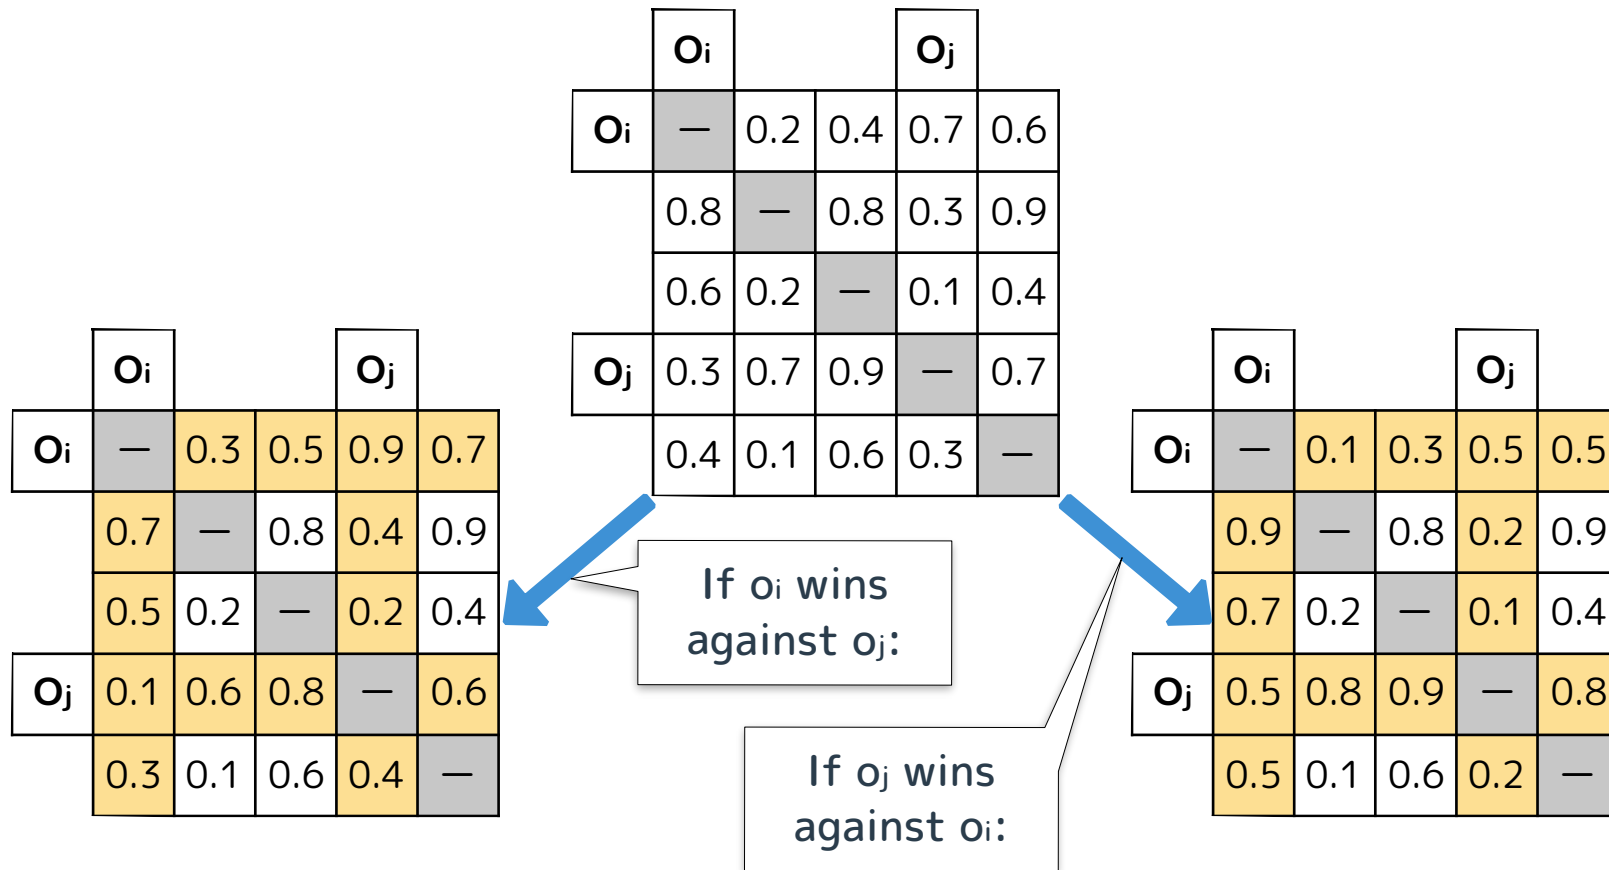 Oi Oj
Oi — 0.2 0.4 0.7 0.6
0.8 — 0.8 0.3 0.9
0.6 0.2 — 0.1 0.4
Oj 0.3 0.7 0.9 — 0.7
0.4 0.1 0.6 0.3 —
Oi Oj
Oi — 0.3 0.5 0.9 0.7
0.7 — 0.8 0.4 0.9
0.5 0.2 — 0.2 0.4
Oj 0.1 0.6 0.8 — 0.6
0.3 0.1 0.6 0.4 —
If oi wins
against oj:
If oj wins
against oi:
Oi Oj
Oi — 0.1 0.3 0.5 0.5
0.9 — 0.8 0.2 0.9
0.7 0.2 — 0.1 0.4
Oj 0.5 0.8 0.9 — 0.8
0.5 0.1 0.6 0.2 —